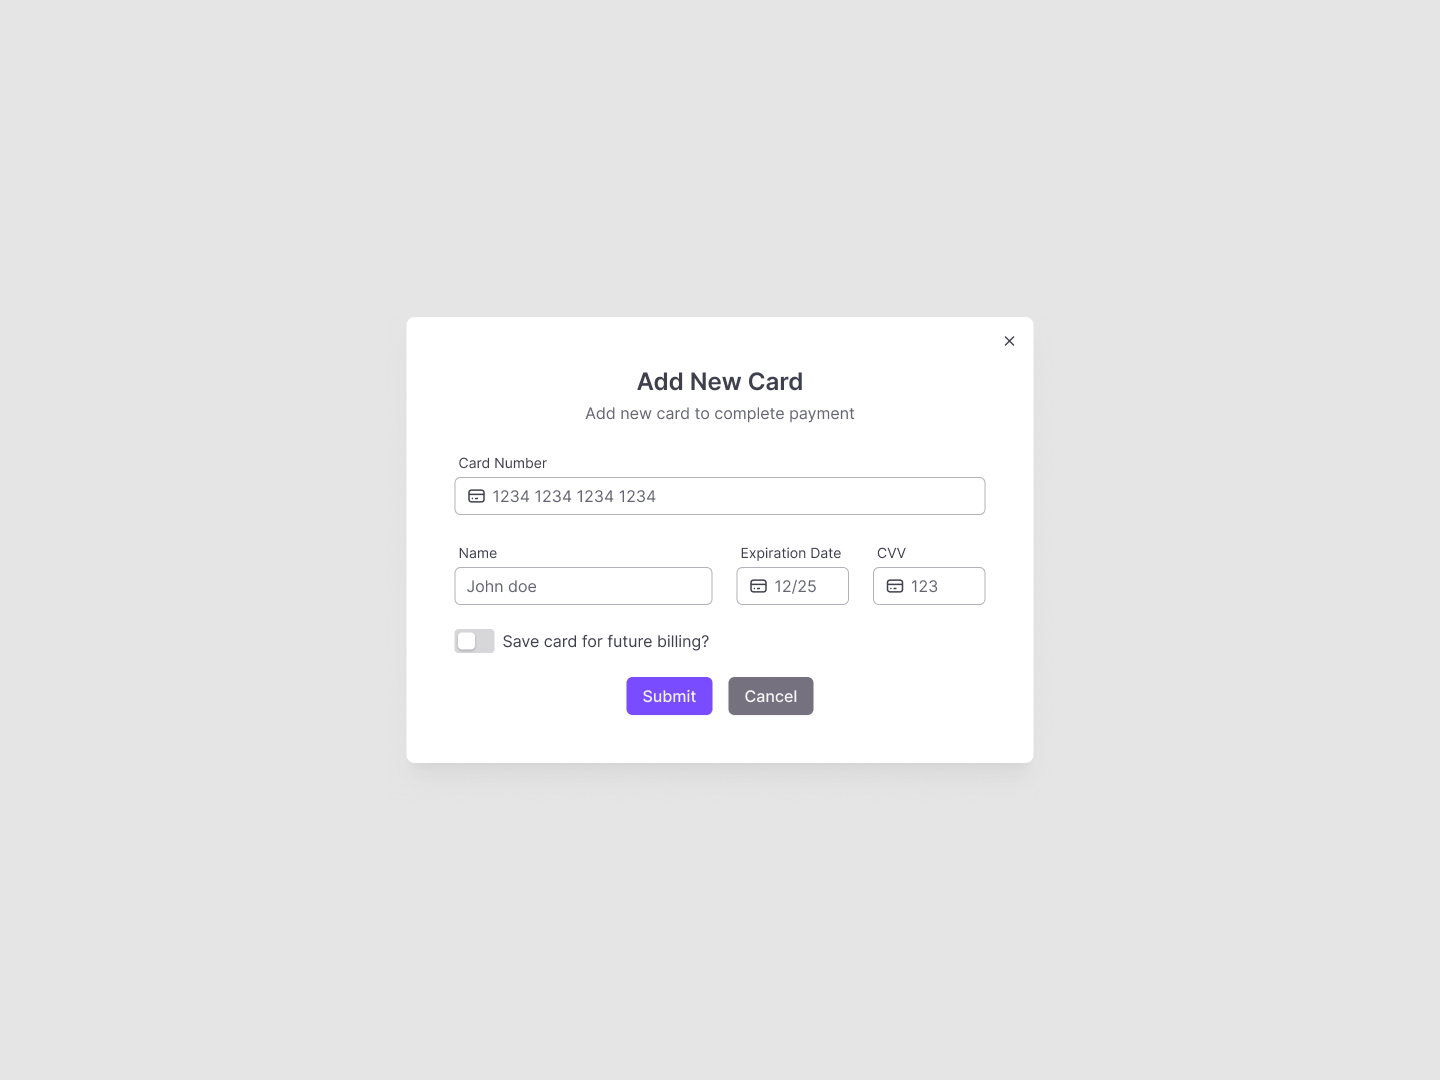 Add New Card
Add new card to complete payment
Card Number
1234 1234 1234 1234
Name
Expiration Date
CVV
John doe
12/25
123
Save card for future billing?
Submit
Cancel